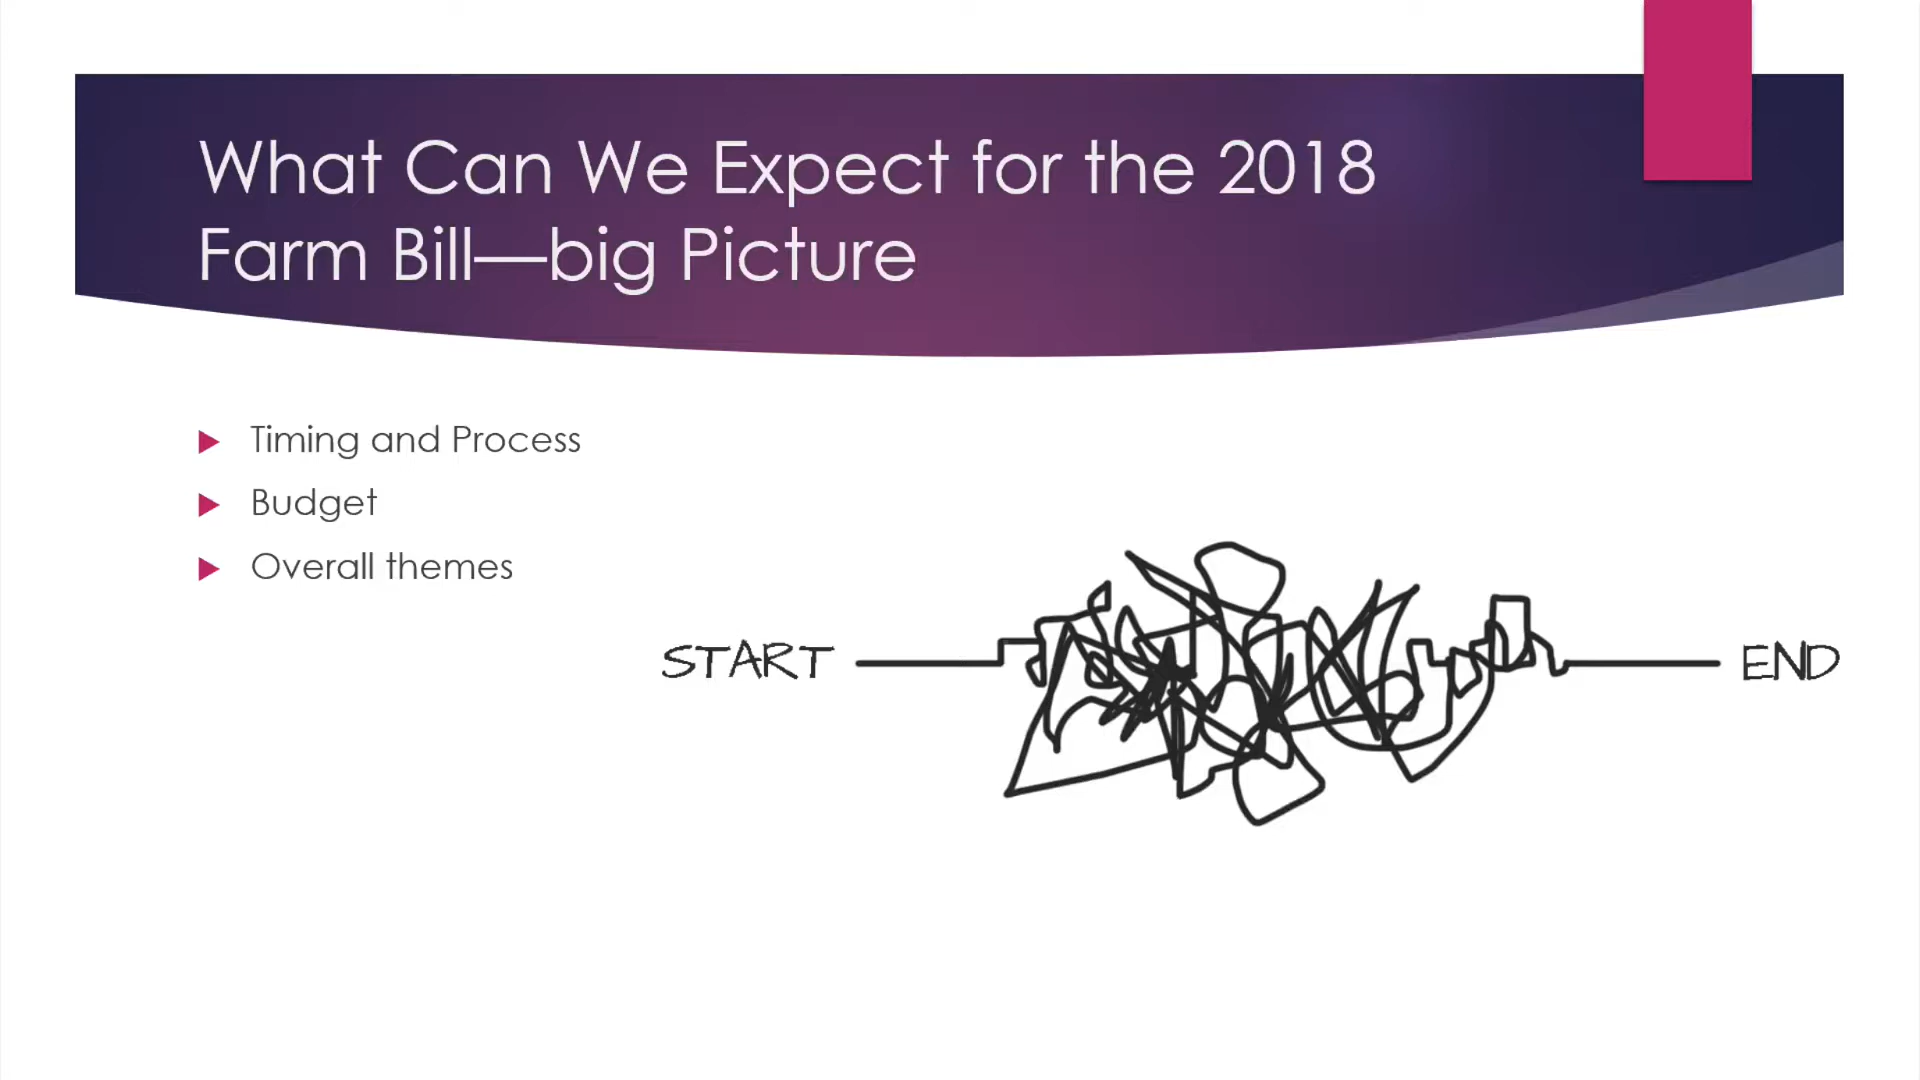 What Can We Expect for the 2018
Farm Bill—big Picture
Timing and Process
Budget
Overall themes
START
END